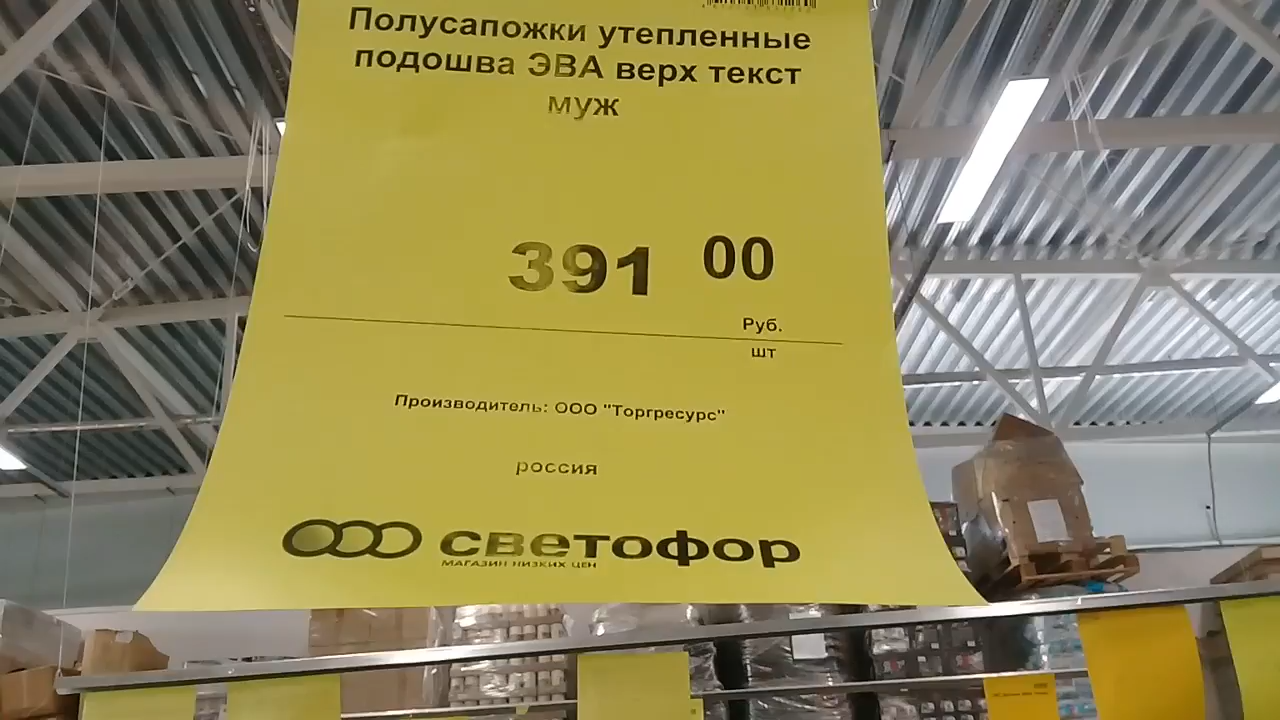 Полусапожки утепленные
подошва ЭВА верх текст
муж
391 00
Руб.
шт
Производитель: ООО "Торгресурс"
россия
светофор
МАГАЗИН НИЗКИХ ЦЕН